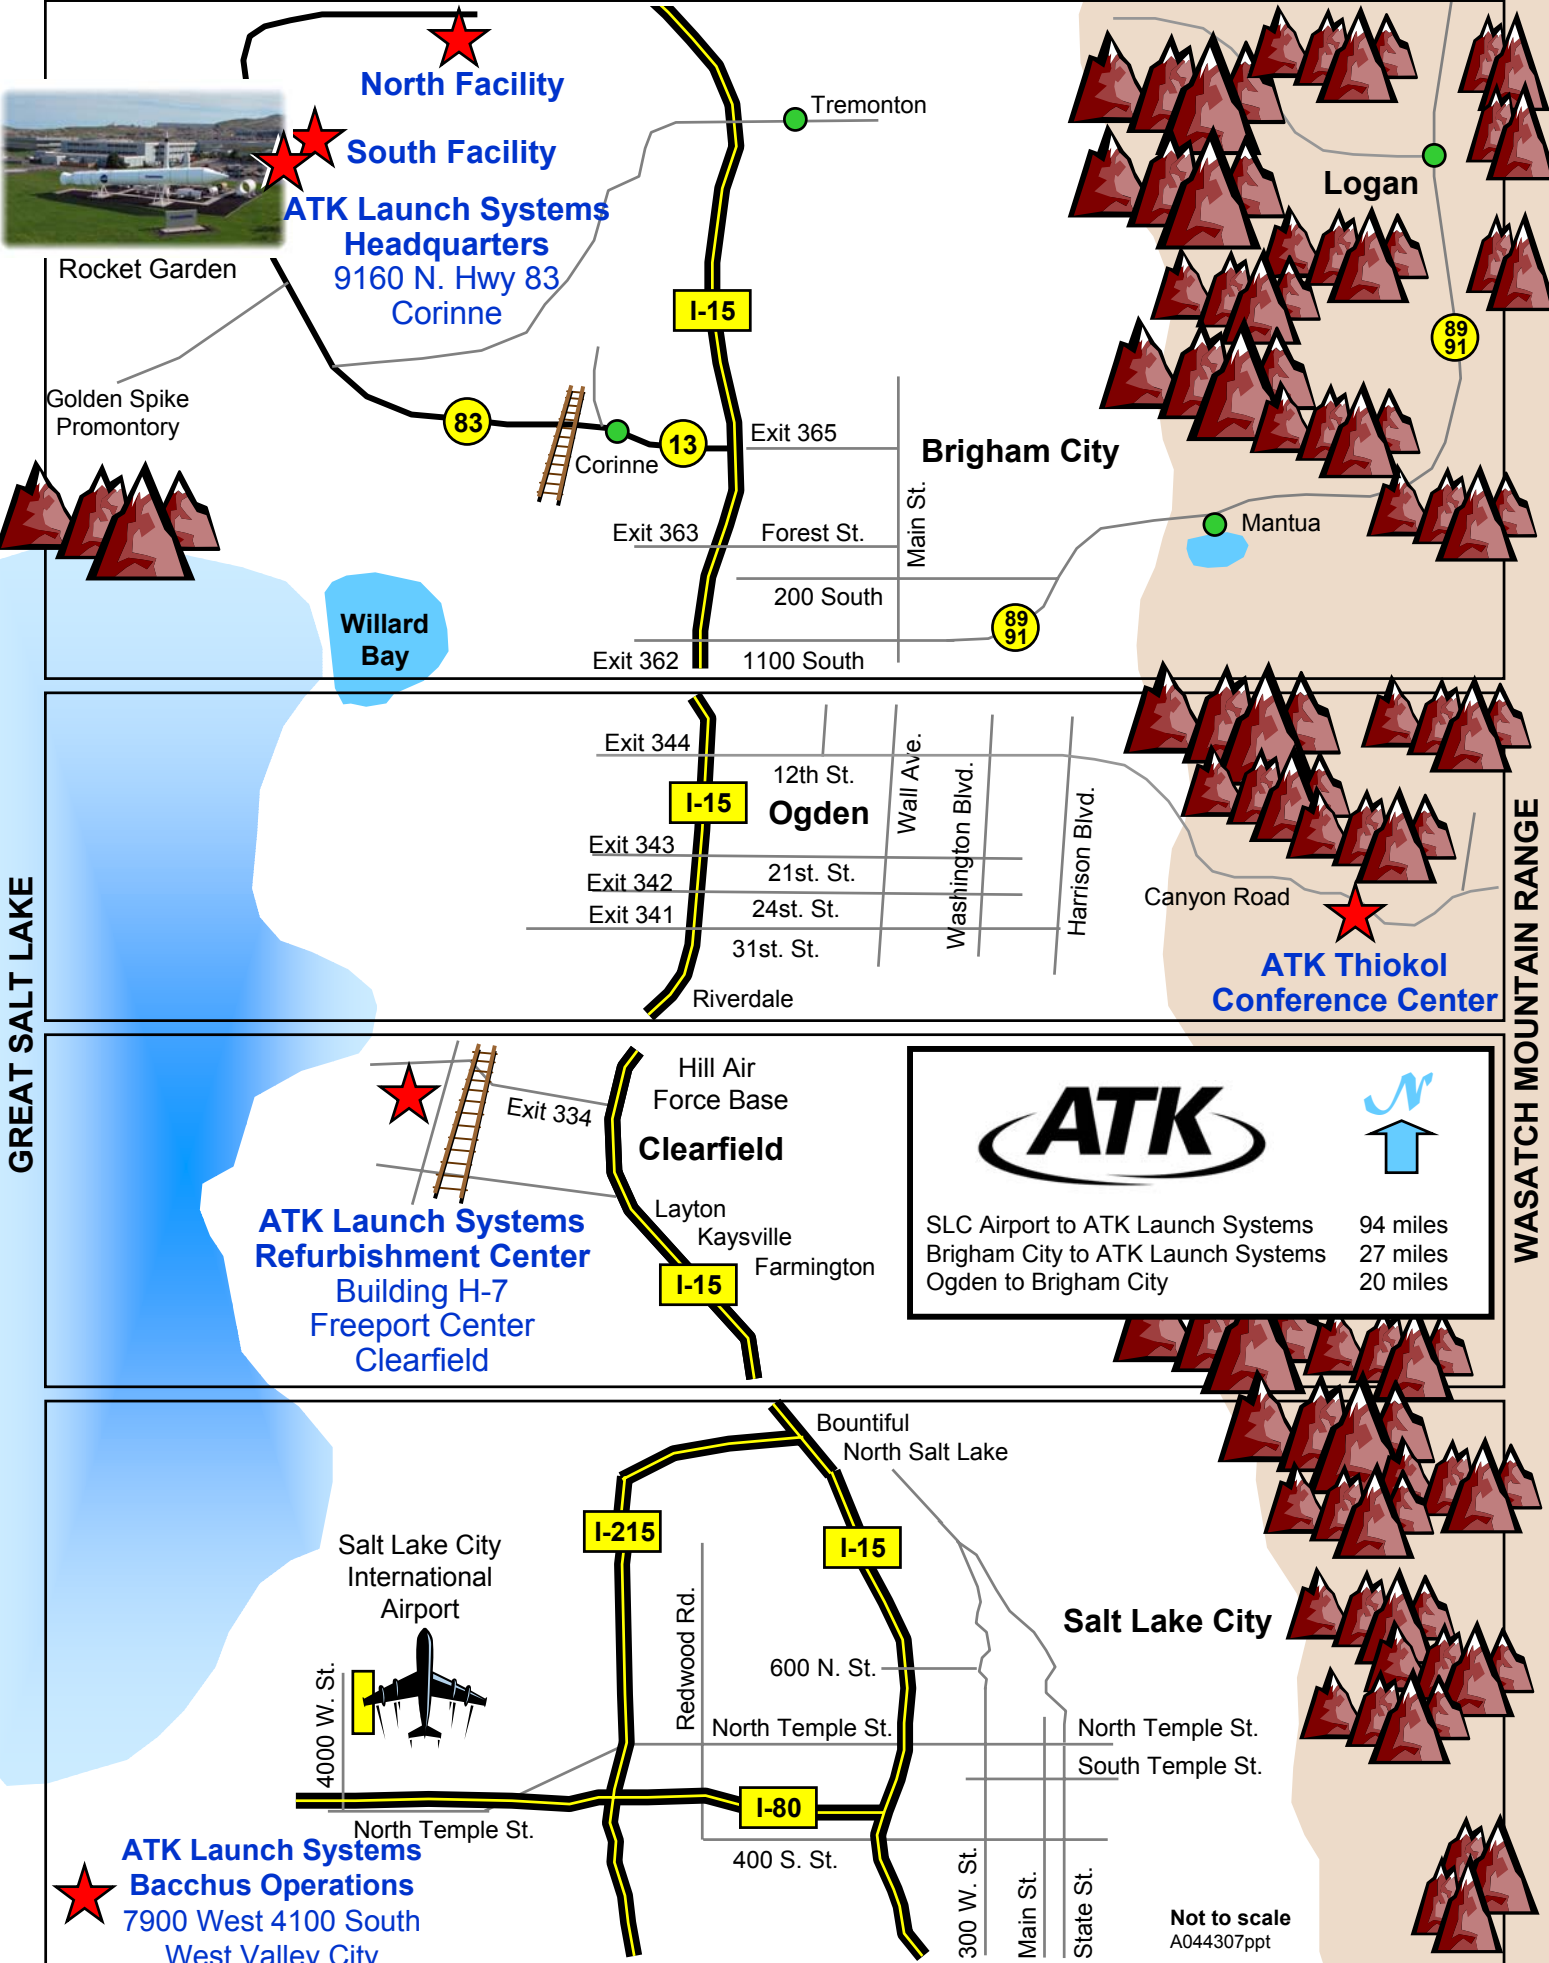 North Facility
South Facility
ATK Launch Systems
Headquarters
9160 N. Hwy 83
Corinne
Rocket Garden
Golden Spike
Promontory
Tremonton
Logan
I-15
89
91
83
Corinne
13
Exit 365
Brigham City
Main St.
Exit 363
Forest St.
Mantua
200 South
89
91
Exit 362
1100 South
Willard
Bay
GREAT SALT LAKE
WASATCH MOUNTAIN RANGE
Exit 344
12th St.
I-15
Ogden
Wall Ave.
Washington Blvd.
Harrison Blvd.
Exit 343
21st. St.
Exit 342
24st. St.
Exit 341
31st. St.
Riverdale
Canyon Road
ATK Thiokol
Conference Center
Hill Air
Force Base
Exit 334
Clearfield
Layton
Kaysville
Farmington
I-15
ATK Launch Systems
Refurbishment Center
Building H-7
Freeport Center
Clearfield
ATK
N
SLC Airport to ATK Launch Systems 94 miles
Brigham City to ATK Launch Systems 27 miles
Ogden to Brigham City 20 miles
Bountiful
North Salt Lake
I-215
I-15
Salt Lake City
International
Airport
4000 W. St.
Redwood Rd.
Salt Lake City
600 N. St.
North Temple St.
North Temple St.
South Temple St.
I-80
North Temple St.
400 S. St.
300 W. St.
Main St.
State St.
ATK Launch Systems
Bacchus Operations
7900 West 4100 South
West Valley City
Not to scale
A044307ppt